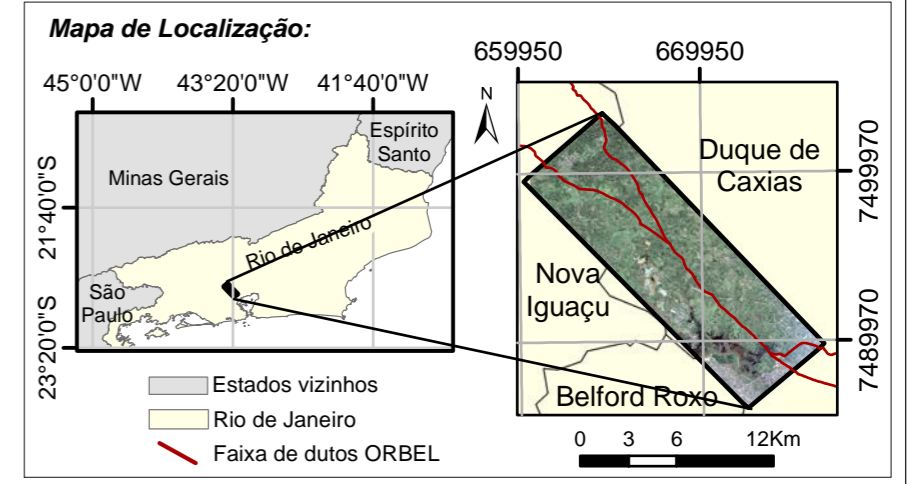 Mapa de Localização:
45°0'0"W 43°20'0"W 41°40'0"W
21°40'0"S
23°20'0"S
Espírito
Santo
Minas Gerais
Rio de Janeiro
São
Paulo
Estados vizinhos
Rio de Janeiro
Faixa de dutos ORBEL
659950 669950
N
7499970
7489970
Duque de
Caxias
Nova
Iguaçu
Belford Roxo
0 3 6 12Km